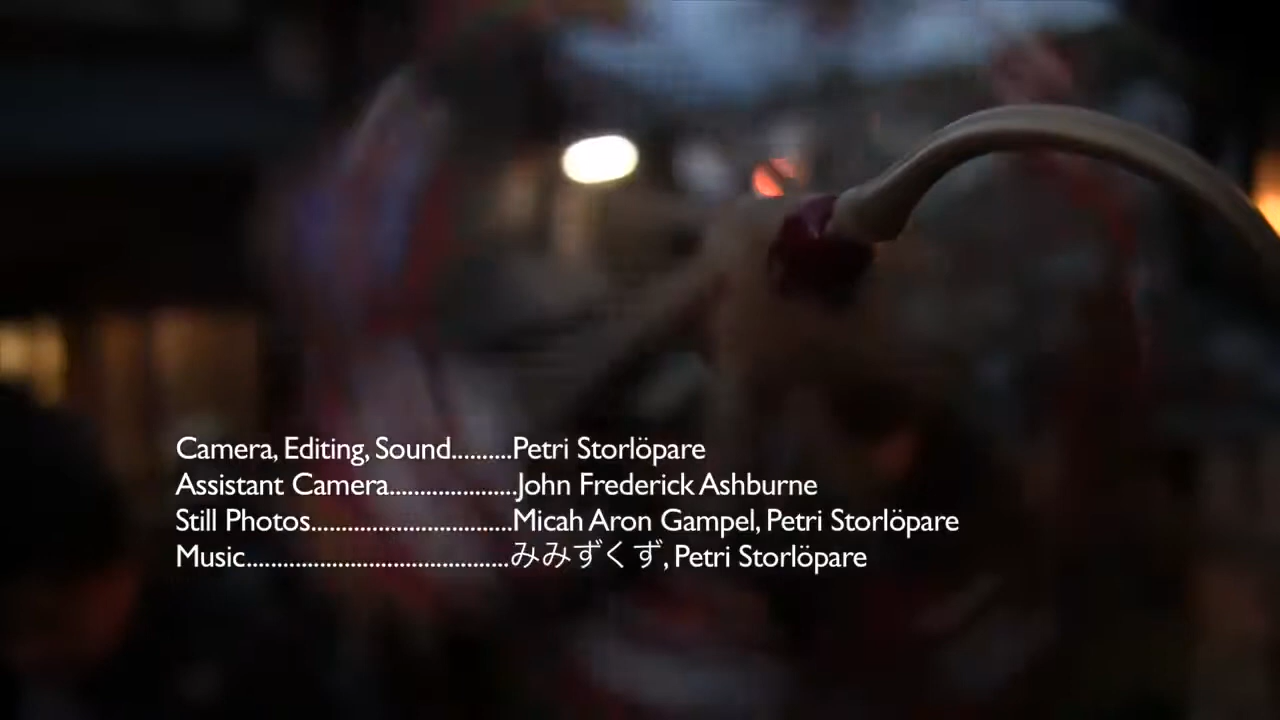 Camera, Editing, Sound..........Petri Storlöpare
Assistant Camera.....................John Frederick Ashburne
Still Photos.................................Micah Aron Gampel, Petri Storlöpare
Music...........................................みみずくず, Petri Storlöpare